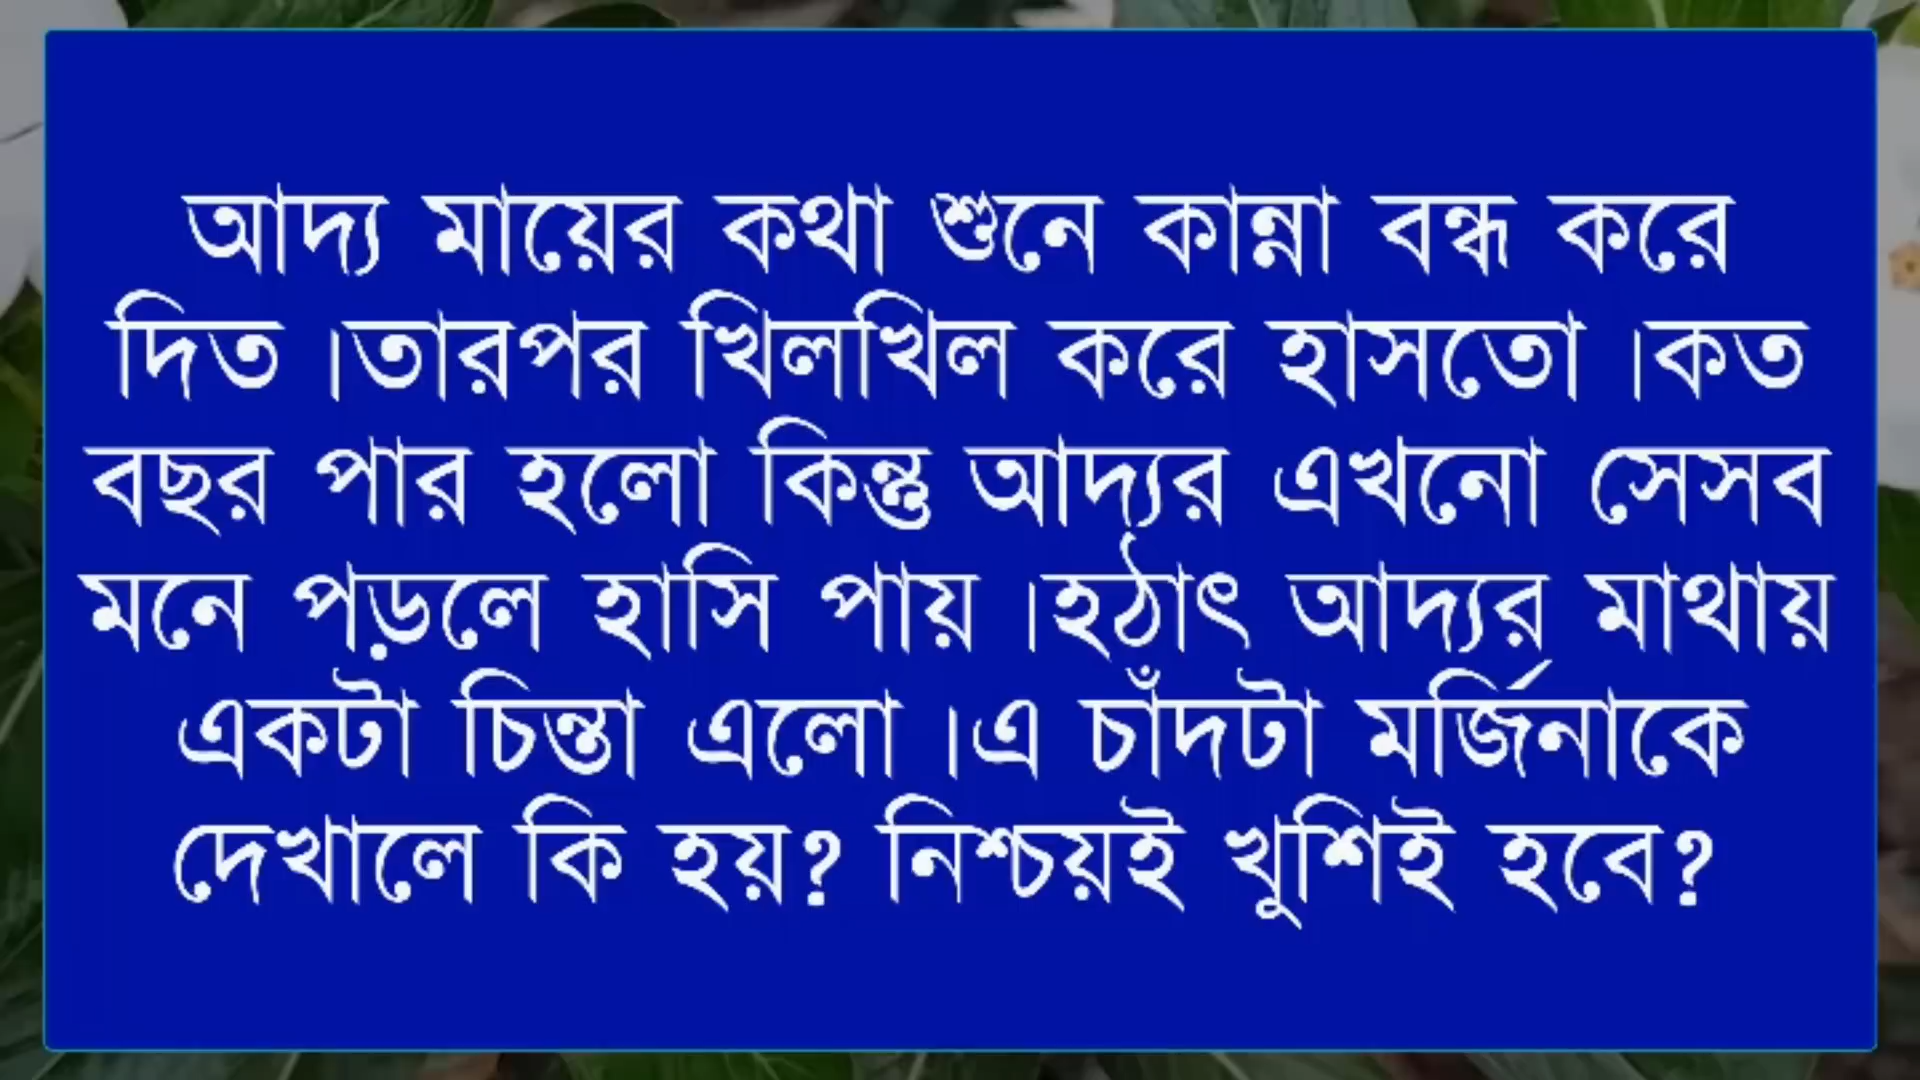 আদ্য মায়ের কথা শুনে কান্না বন্ধ করে
দিত ।তারপর খিলখিল করে হাসতো ।কত
বছর পার হলো কিন্তু আদ্যর এখনো সেসব
মনে পড়লে হাসি পায় ।হঠাৎ আদ্যর মাথায়
একটা চিন্তা এলো ।এ চাঁদটা মর্জিনাকে
দেখালে কি হয়? নিশ্চয়ই খুশিই হবে?